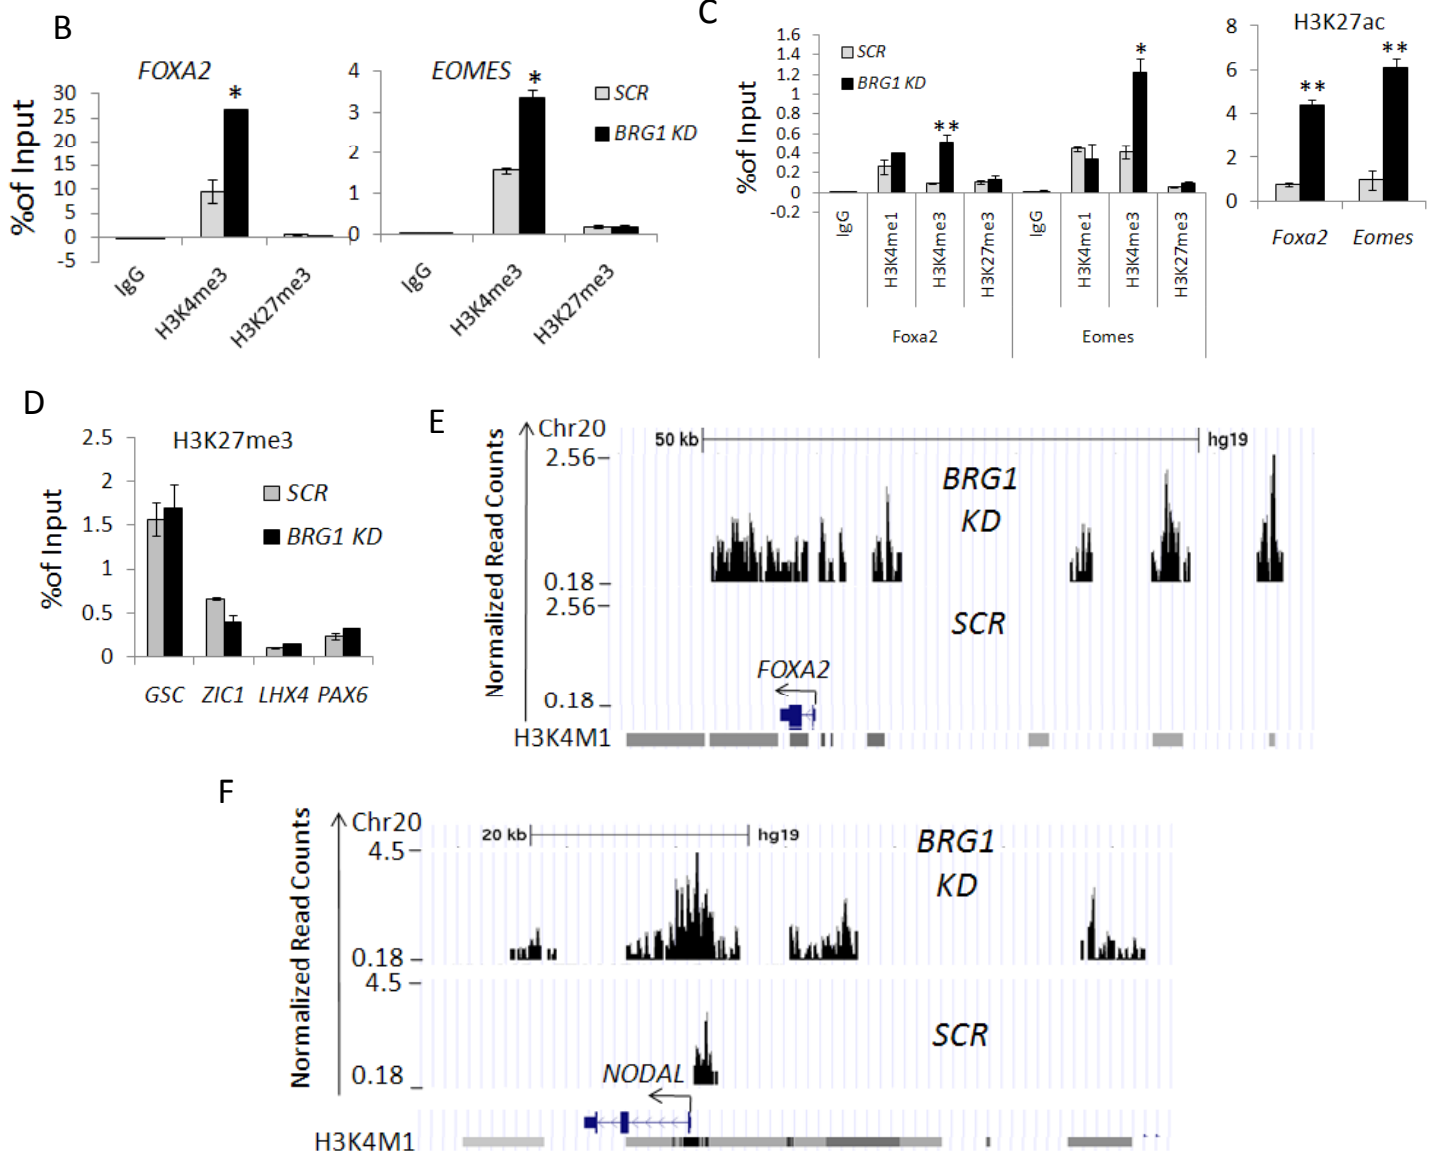 B
FOXA2
%of Input
30
25
20
15
10
5
0
-5
*
IgG
H3K4me3
H3K27me3
EOMES
4
3
2
1
0
*
SCR
BRG1 KD
IgG
H3K4me3
H3K27me3
C
%of Input
1.6
1.4
1.2
1
0.8
0.6
0.4
0.2
0
-0.2
SCR
BRG1 KD
**
*
IgG
H3K4me1
H3K4me3
H3K27me3
IgG
H3K4me1
H3K4me3
H3K27me3
Foxa2
Eomes
H3K27ac
8
6
4
2
0
**
**
Foxa2
Eomes
D
H3K27me3
%of Input
2.5
2
1.5
1
0.5
0
SCR
BRG1 KD
GSC ZIC1 LHX4 PAX6
E
Normalized Read Counts
Chr20
50 kb
hg19
2.56
BRG1
KD
0.18
2.56
SCR
FOXA2
0.18
H3K4M1
F
Normalized Read Counts
Chr20
20 kb
hg19
4.5
BRG1
KD
0.18
4.5
SCR
NODAL
0.18
H3K4M1